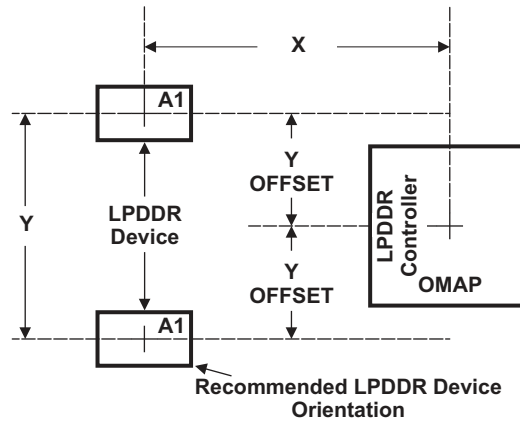 X
A1
Y
OFFSET
Y
LPDDR
Device
LPDDR
Controller
OMAP
Y
OFFSET
A1
Recommended LPDDR Device
Orientation